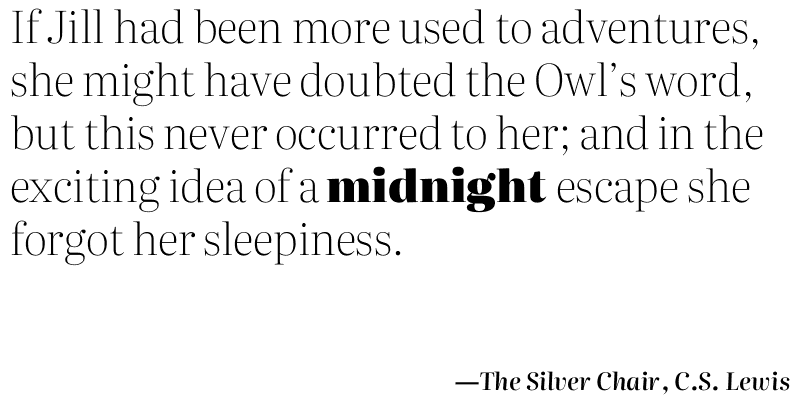 If Jill had been more used to adventures,
she might have doubted the Owl’s word,
but this never occurred to her; and in the
exciting idea of a midnight escape she
forgot her sleepiness.
—The Silver Chair, C.S. Lewis